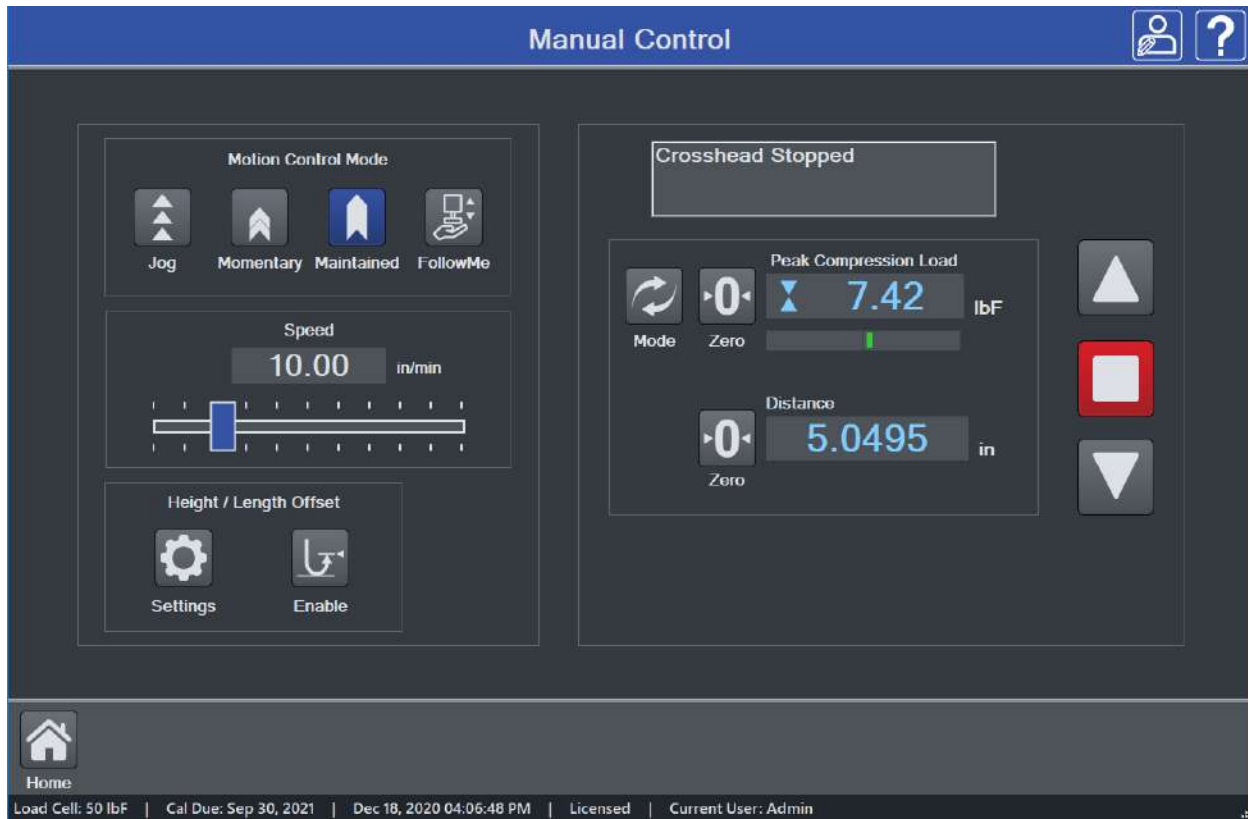 Manual Control
?
Motion Control Mode
Jog Momentary Maintained FollowMe
Speed
10.00 in/min
Height / Length Offset
Settings Enable
Crosshead Stopped
Peak Compression Load
0 7.42 lbF
Mode Zero
Distance
0 5.0495 in
Zero
Home
Load Cell: 50 lbF | Cal Due: Sep 30, 2021 | Dec 18, 2020 04:06:48 PM | Licensed | Current User: Admin